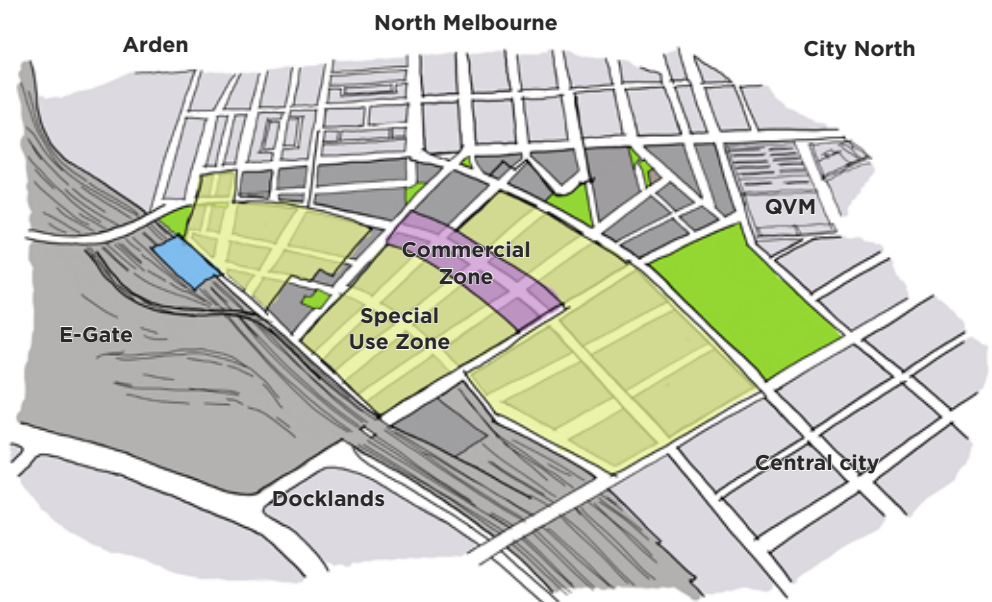 North Melbourne
Arden
City North
QVM
Commercial
Zone
Special
Use Zone
E-Gate
Central city
Docklands